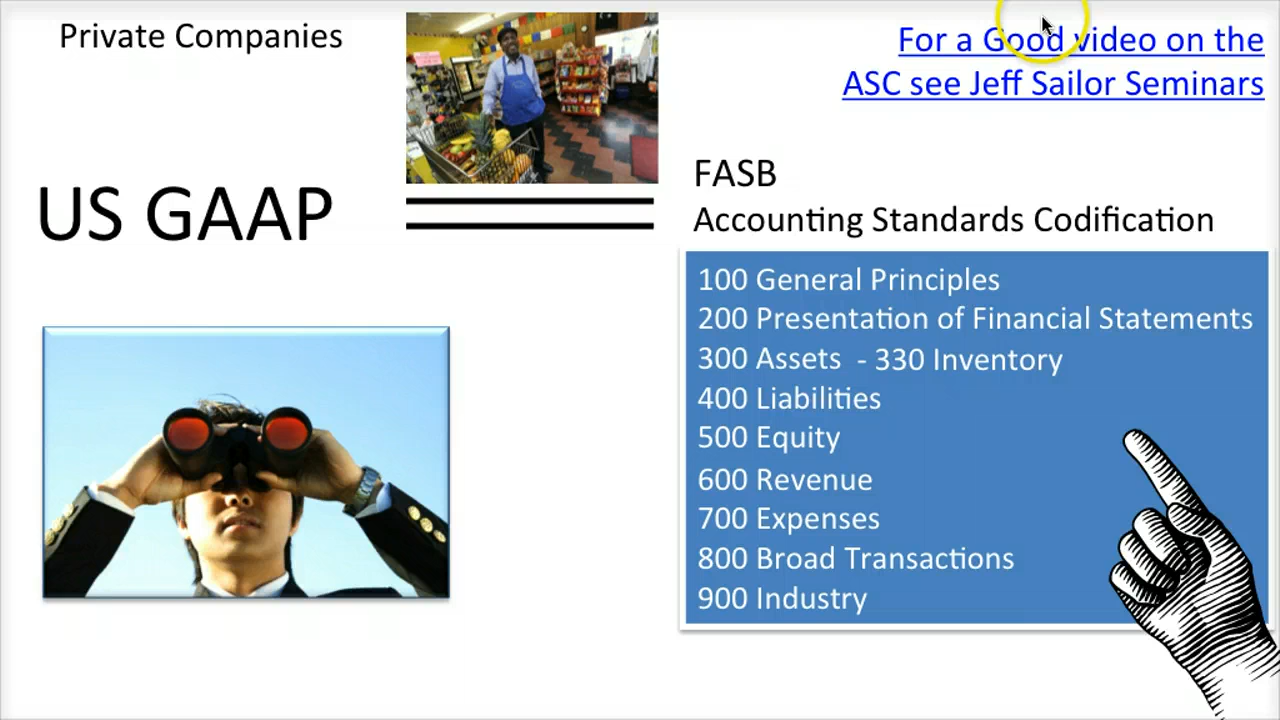 Private Companies
For a Good video on the
ASC see Jeff Sailor Seminars
US GAAP
FASB
Accounting Standards Codification
100 General Principles
200 Presentation of Financial Statements
300 Assets - 330 Inventory
400 Liabilities
500 Equity
600 Revenue
700 Expenses
800 Broad Transactions
900 Industry